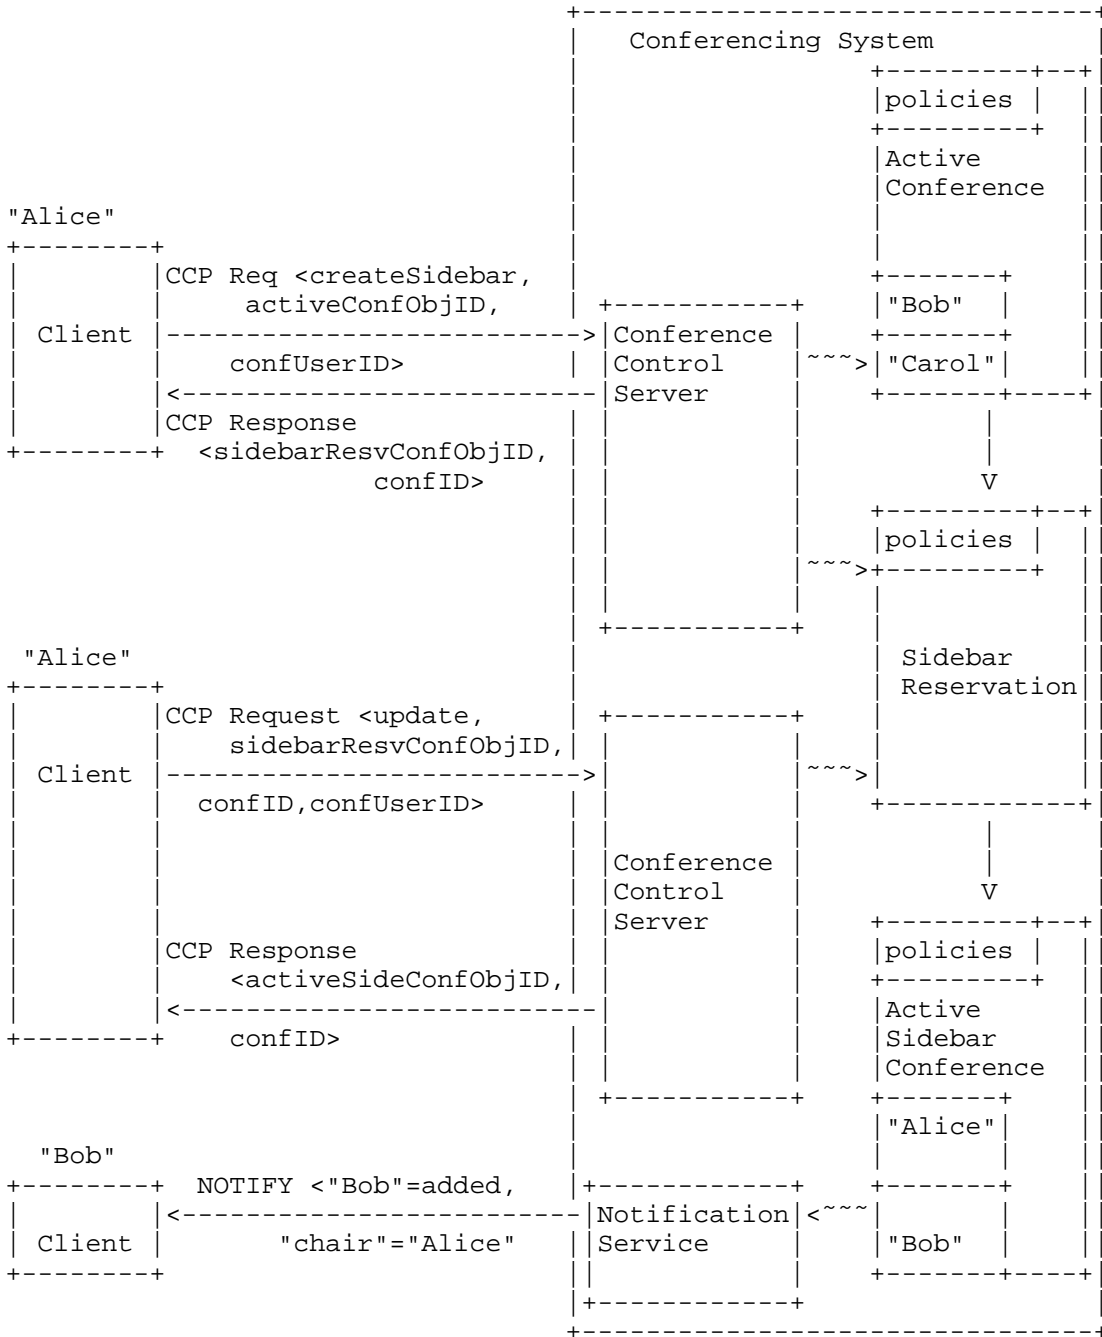 Conferencing System
policies
Active
Conference
"Alice"
CCP Req <createSidebar,
activeConfObjID, "Bob"
Client Conference
confUserID> Control "Carol"
Server
CCP Response
<sidebarResvConfObjID,
confID> V
policies
"Alice" Sidebar
Reservation
CCP Request <update,
sidebarResvConfObjID,
Client
confID,confUserID>
Conference
Control V
Server
CCP Response policies
<activeSideConfObjID,
Active
confID> Sidebar
Conference
"Alice"
"Bob"
NOTIFY <"Bob"=added,
Notification
Client "chair"="Alice" Service "Bob"